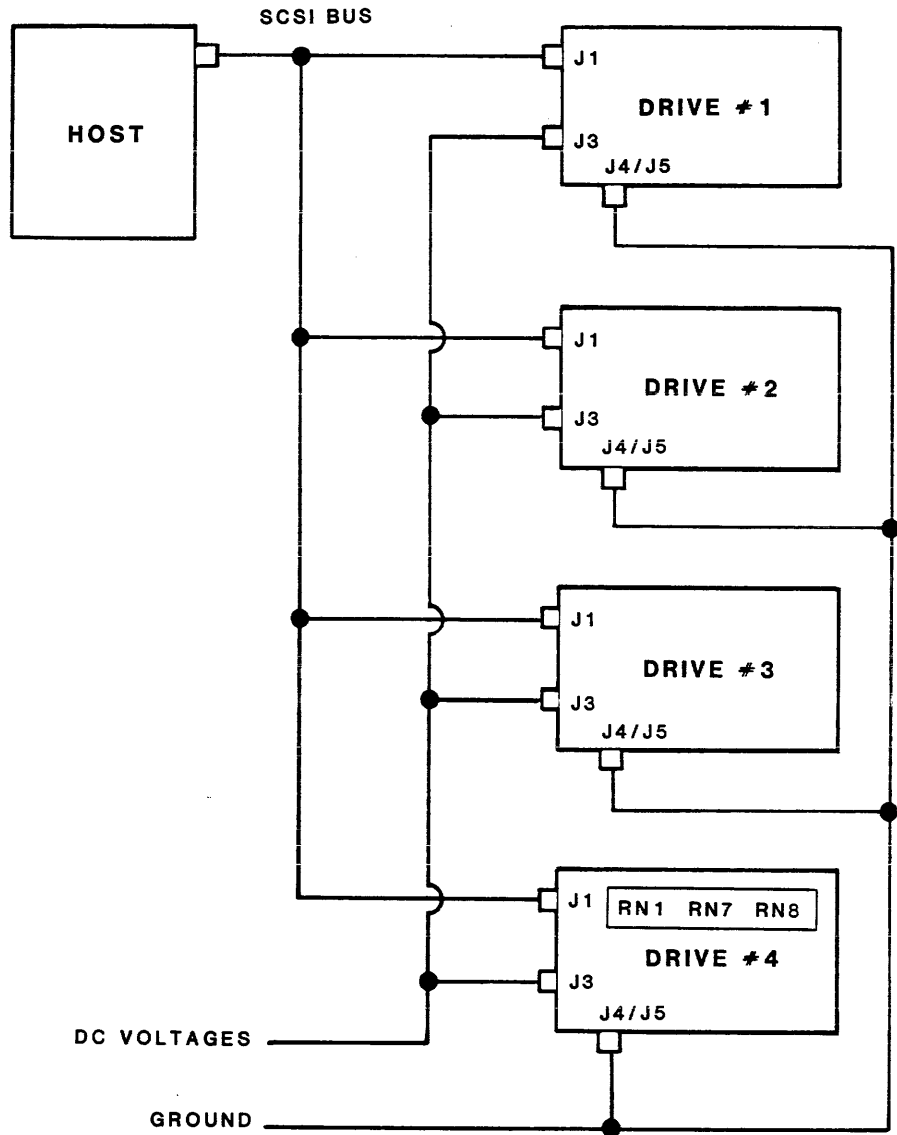 SCSI BUS
HOST
J1
DRIVE #1
J3
J4/J5
J1
DRIVE #2
J3
J4/J5
J1
DRIVE #3
J3
J4/J5
J1
RN1 RN7 RN8
DRIVE #4
J3
J4/J5
DC VOLTAGES
GROUND